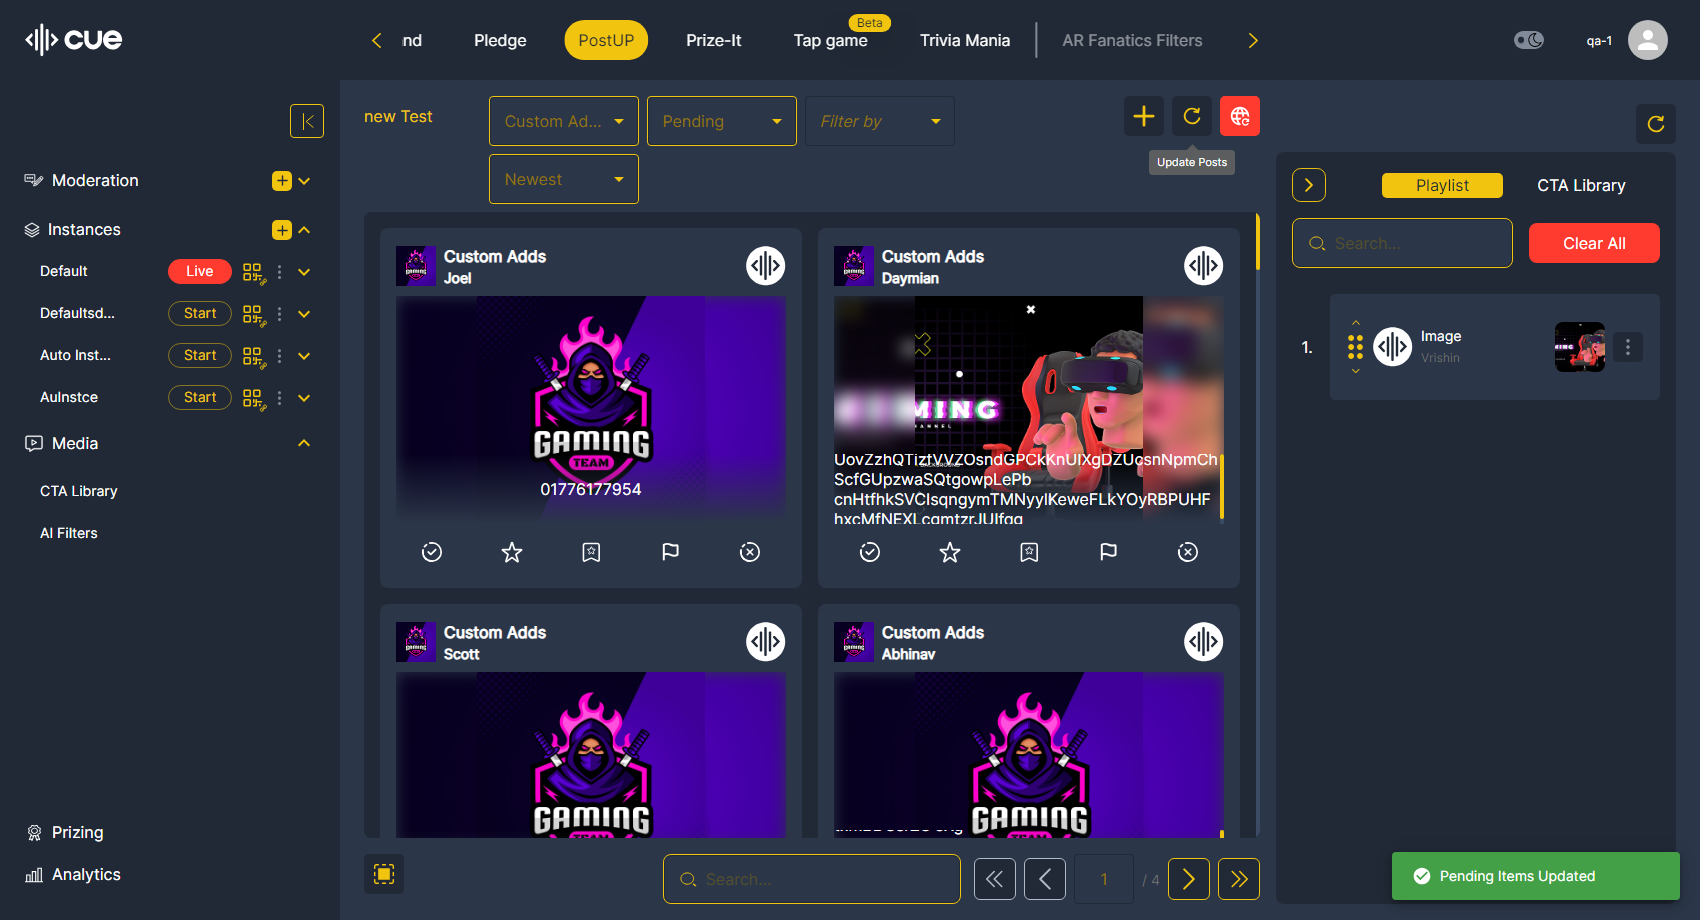 cue
nd
Pledge
PostUP
Prize-It
Tap game
Beta
Trivia Mania
AR Fanatics Filters
qa-1
Moderation
Instances
Default
Live
Defaultsd...
Start
Auto Inst...
Start
AuInstce
Start
Media
CTA Library
AI Filters
Prizing
Analytics
new Test
Custom Ad...
Pending
Filter by
Newest
Update Posts
Custom Adds
Joel
GAMING
TEAM
01776177954
Custom Adds
Daymian
MING
ANNEL
ScfGUpzwaSQtgowpLePb
Custom Adds
Scott
GAMING
Custom Adds
Abhinav
GAMING
Search...
1
/ 4
Playlist
CTA Library
Search...
Clear All
1.
Image
Vrishin
Pending Items Updated